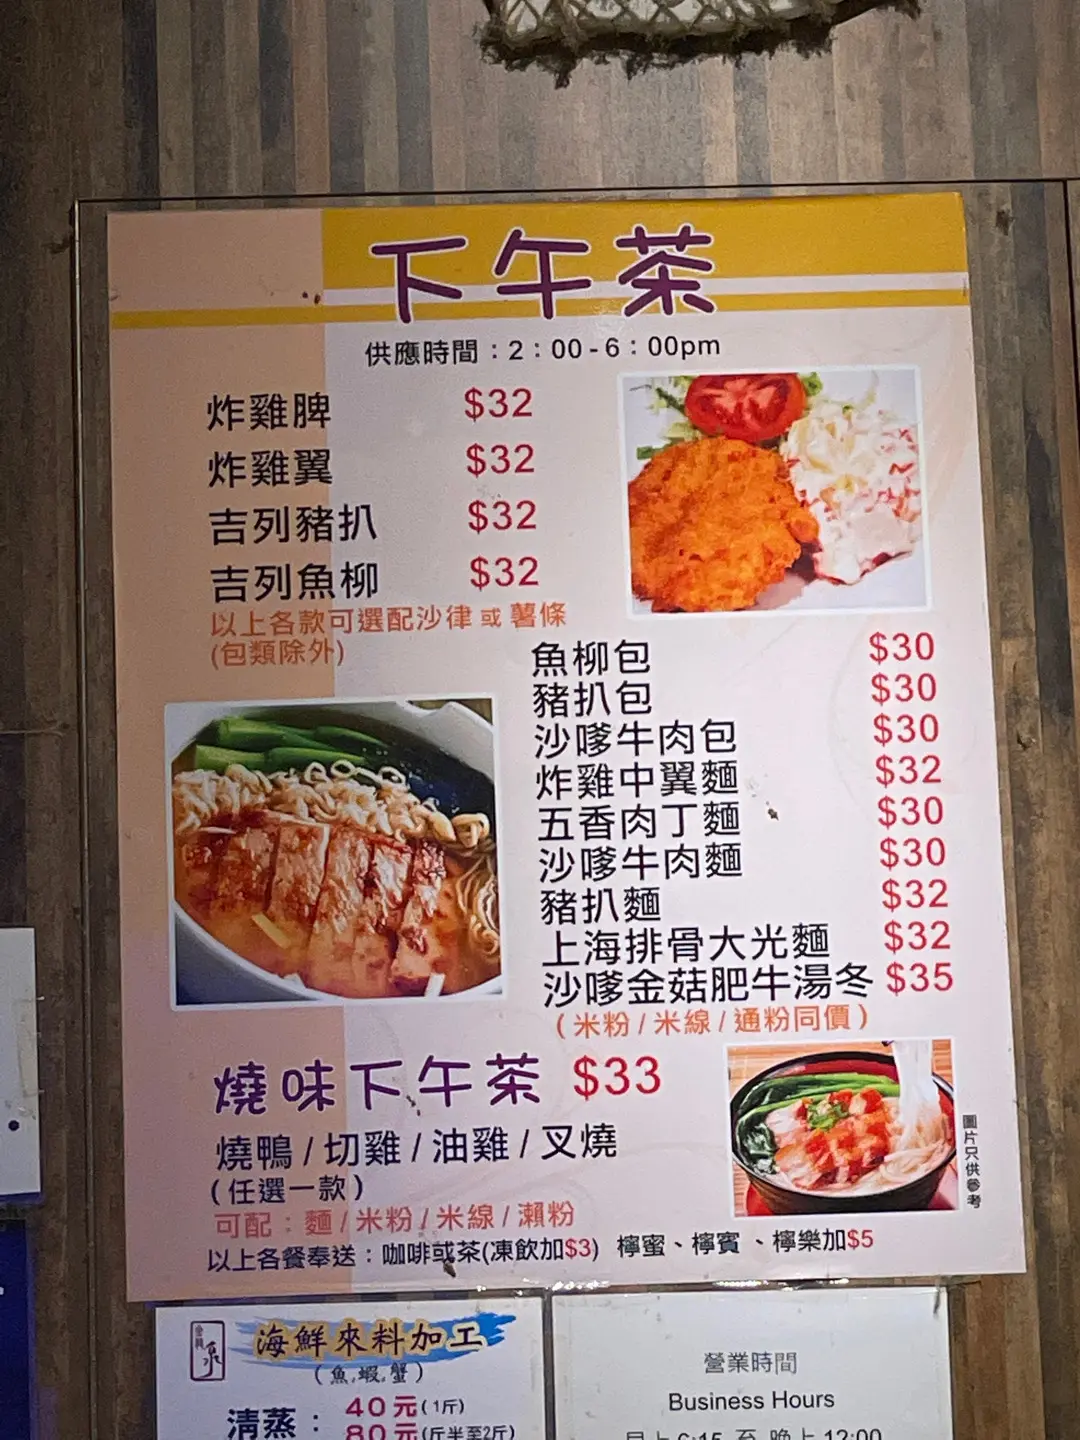 下午茶
供應時間：2：00-6：00pm
炸雞脾 $32
炸雞翼 $32
吉列豬扒 $32
吉列魚柳 $32
以上各款可選配沙律或薯條
(包類除外)
魚柳包 $30
豬扒包 $30
沙嗲牛肉包 $30
炸雞中翼麵 $32
五香肉丁麵 $30
沙嗲牛肉麵 $30
豬扒麵 $32
上海排骨大光麵 $32
沙嗲金菇肥牛湯冬 $35
（米粉/米線/通粉同價）
燒味下午茶 $33
燒鴨/切雞/油雞/叉燒
(任選一款)
可配：麵/米粉/米線/瀨粉
以上各餐奉送：咖啡或茶(凍飲加$3) 檸蜜、檸賓、檸樂加$5
圖片只供參考
海鮮來料加工
(魚,蝦,蟹)
清蒸：40元(1斤)
80元(斤半至2斤)
營業時間
Business Hours
早上6:15 至 晚上12:00